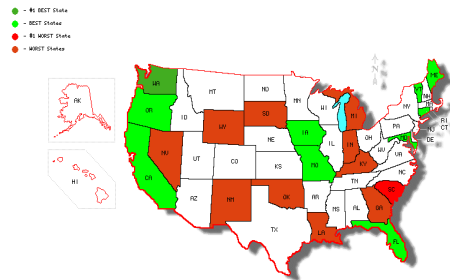 - #1 BEST State
- BEST States
- #1 WORST State
- WORST States
AK
HI
WA
MT
ND
MN
ME
VT
NH
NY
WI
MI
OR
ID
SD
WY
RI
CT
IA
PA
NJ
NE
OH
DE
NV
UT
IL
IN
WV
VA
CO
KS
MO
KY
CA
NC
TN
AZ
NM
OK
AR
SC
MS
AL
GA
TX
LA
FL